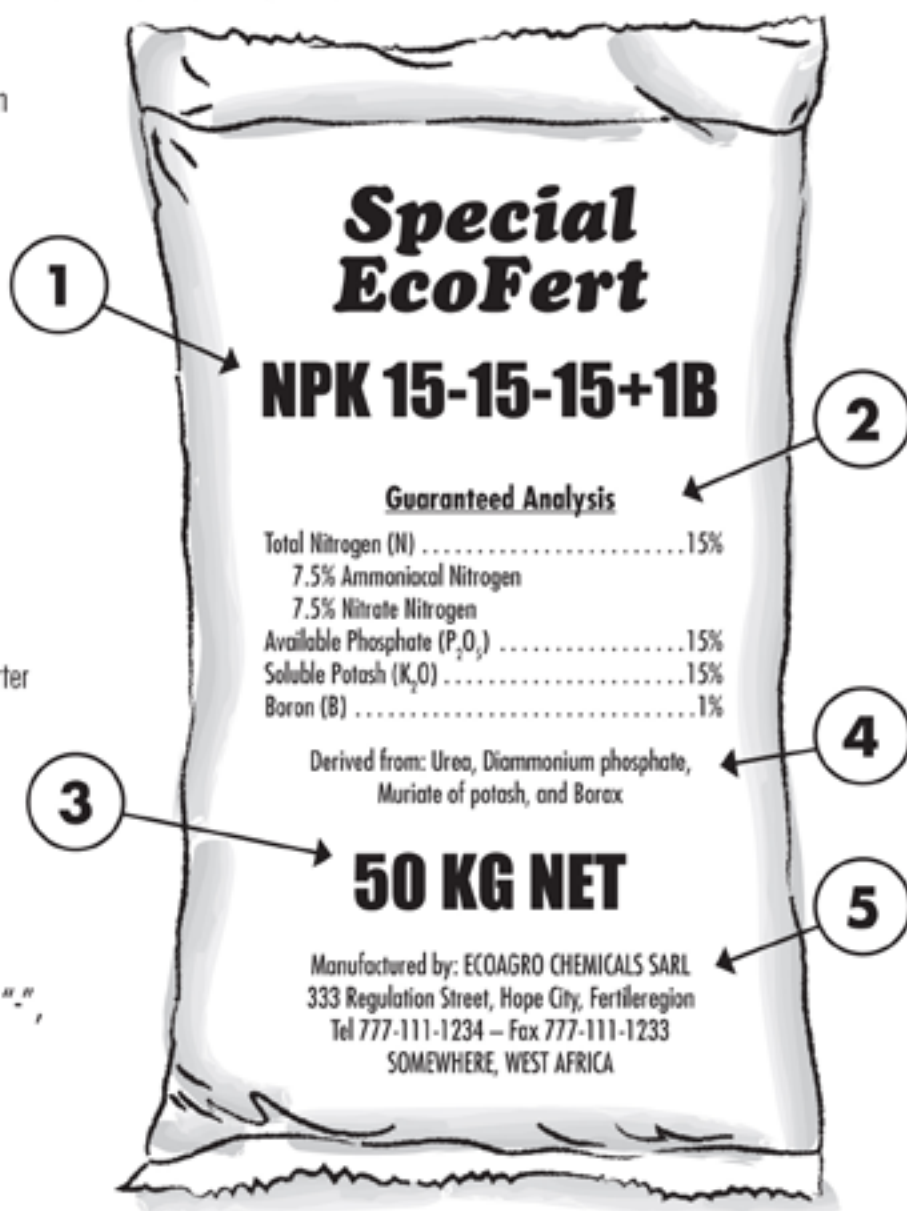 Special
EcoFert
1
NPK 15-15-15+1B
2
Guaranteed Analysis
Total Nitrogen (N) ........................15%
7.5% Ammoniacal Nitrogen
7.5% Nitrate Nitrogen
Available Phosphate (P₂O₅) .................15%
Soluble Potash (K₂O) ......................15%
Boron (B) ...............................1%
4
Derived from: Urea, Diammonium phosphate,
Muriate of potash, and Borax
3
50 KG NET
5
Manufactured by: ECOAGRO CHEMICALS SARL
333 Regulation Street, Hope City, Fertileregion
Tel 777-111-1234 – Fax 777-111-1233
SOMEWHERE, WEST AFRICA
"-",